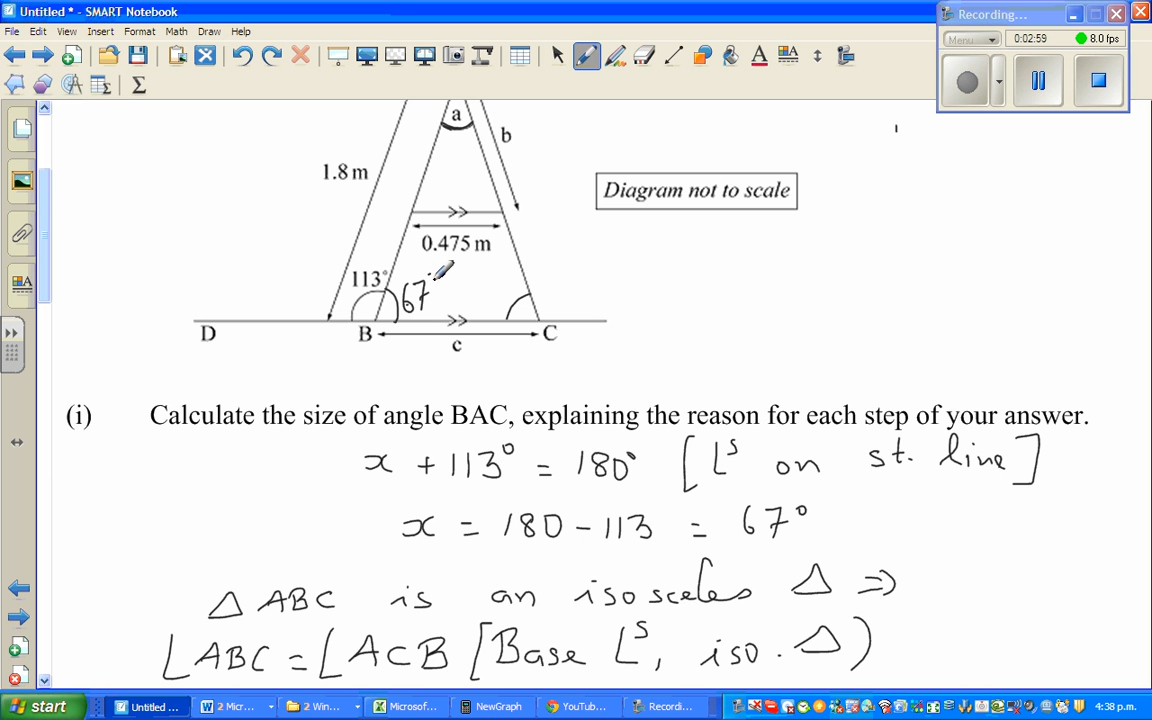 Untitled * - SMART Notebook
Recording...
File Edit View Insert Format Math Draw Help
Menu 0:02:59 8.0 fps
a
b
1.8 m
Diagram not to scale
0.475 m
113° 67°
D B C
c
(i) Calculate the size of angle BAC, explaining the reason for each step of your answer.
x + 113° = 180° [∠s on st. line]
x = 180 - 113 = 67°
△ ABC is an isosceles △ ⇒
∠ABC = ∠ACB [Base ∠s, iso. △)
start Untitled ... 2 Micr... 2 Win... Microsof... NewGraph YouTub... Recordi... 4:38 p.m.